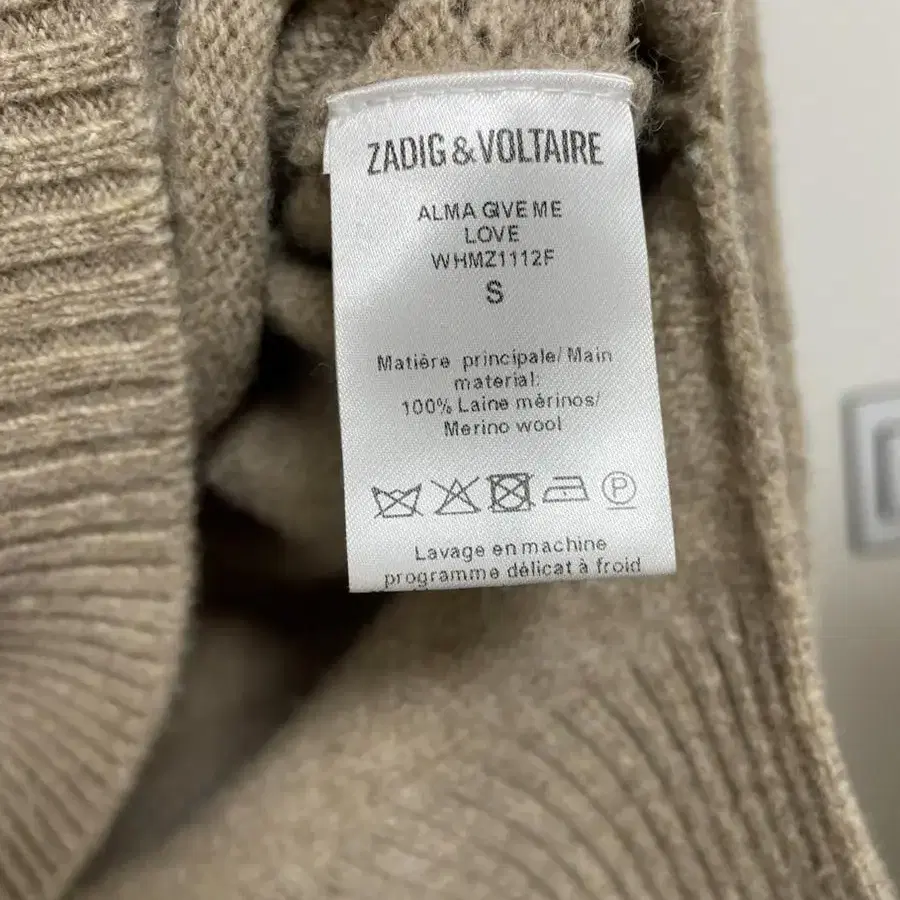 ZADIG & VOLTAIRE
ALMA GIVE ME
LOVE
WHMZ1112F
S
Matière principale/ Main
material:
100% Laine mérinos/
Merino wool
P
Lavage en machine
programme délicat à froid